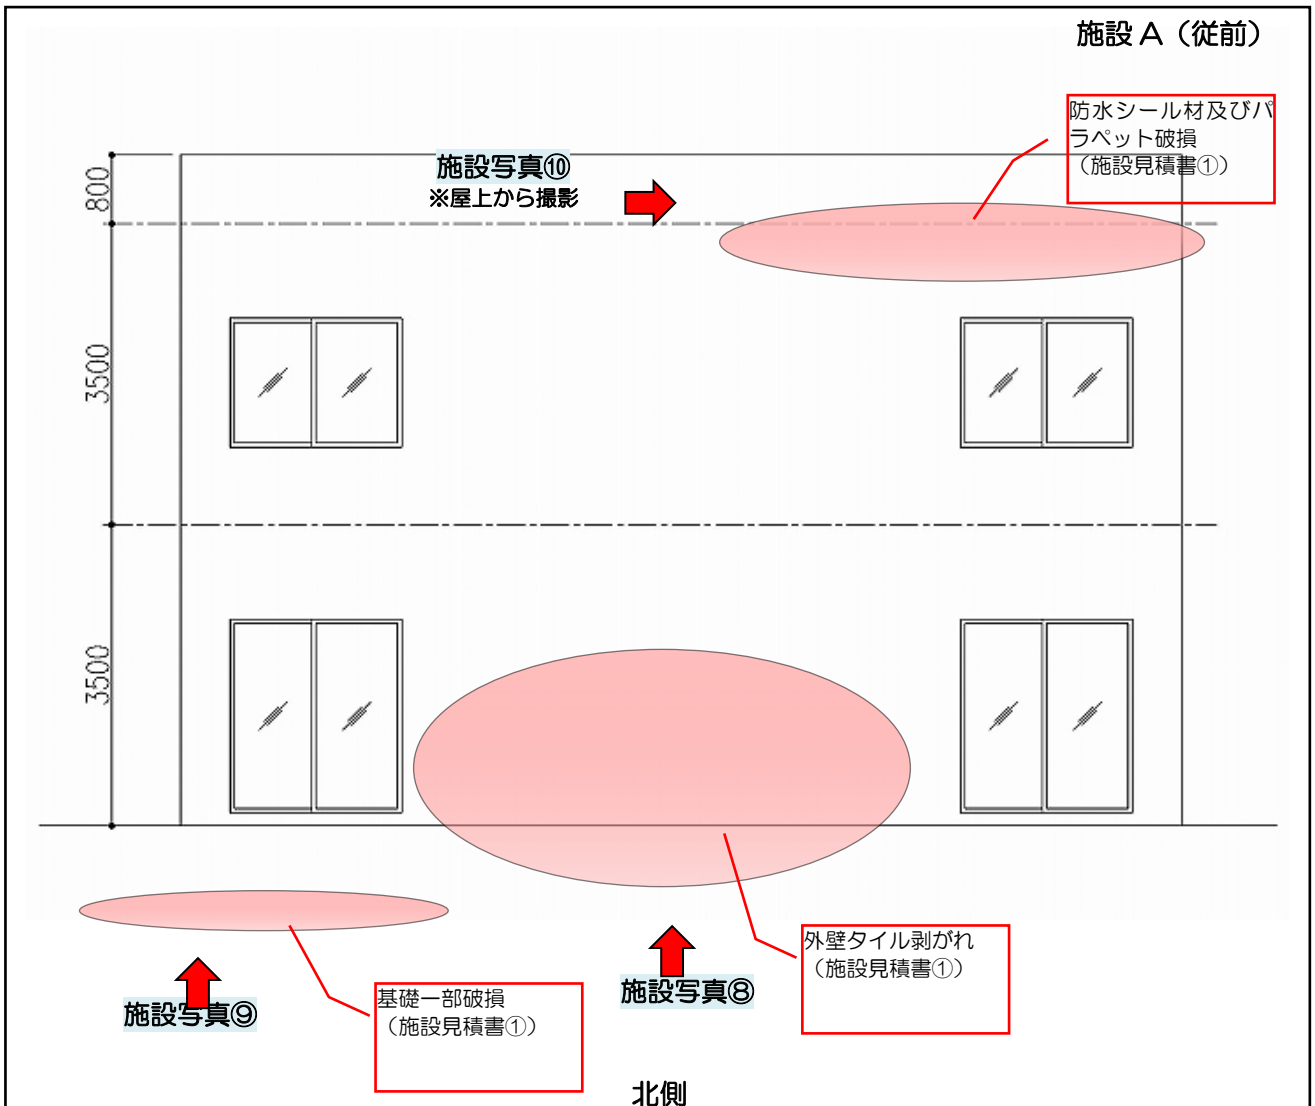 施設A（従前）
防水シール材及びパ
ラペット破損
（施設見積書①）
施設写真⑩
※屋上から撮影
800
3500
3500
外壁タイル剥がれ
（施設見積書①）
施設写真⑧
基礎一部破損
（施設見積書①）
施設写真⑨
北側